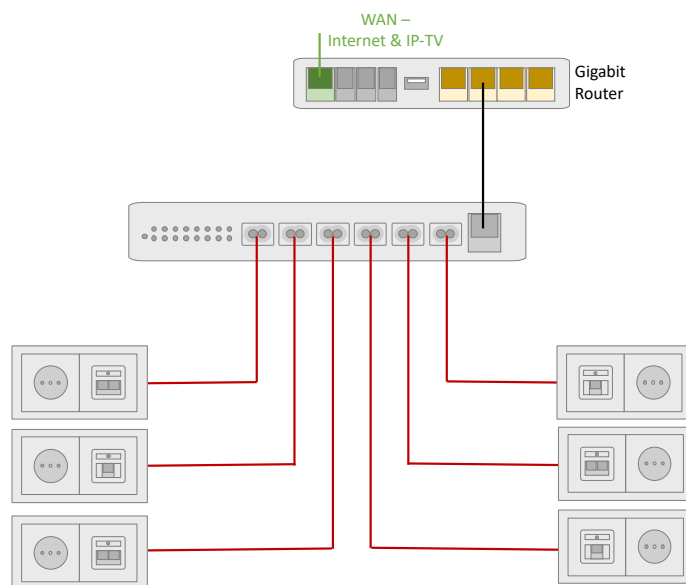 WAN –
Internet & IP-TV
Gigabit
Router